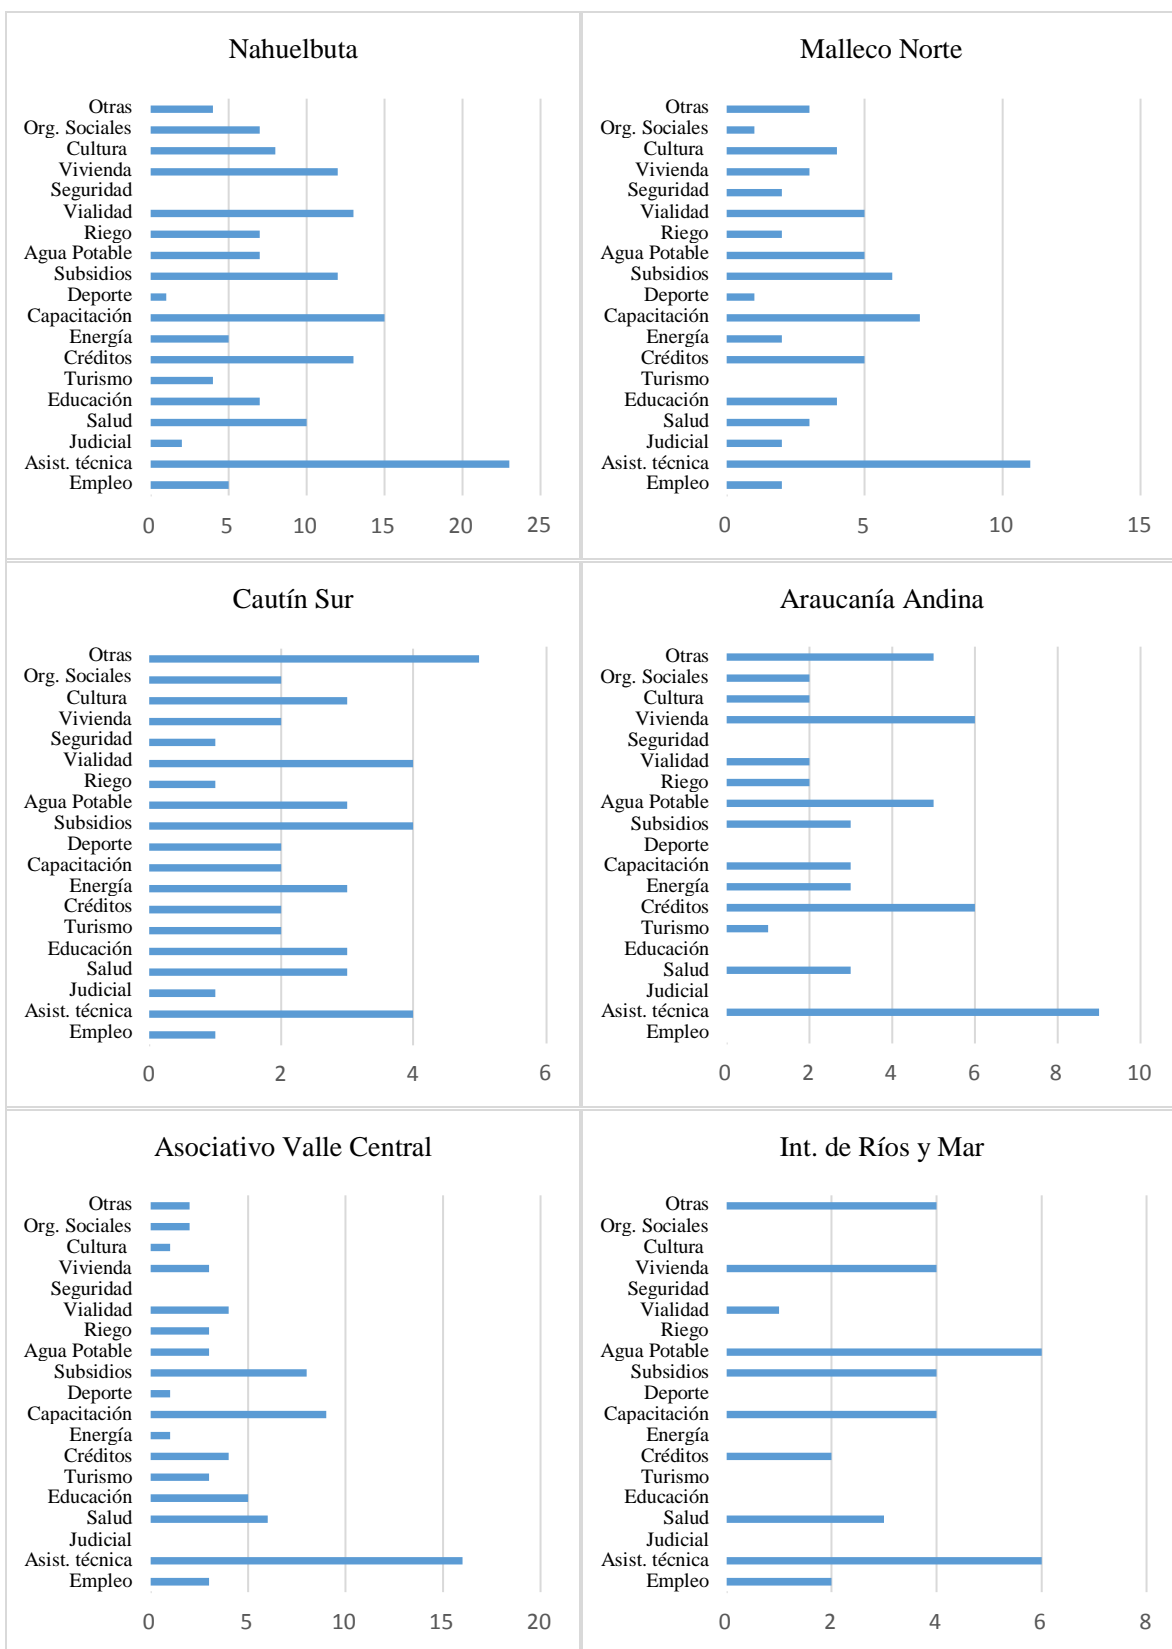 Nahuelbuta
Otras
Org. Sociales
Cultura
Vivienda
Seguridad
Vialidad
Riego
Agua Potable
Subsidios
Deporte
Capacitación
Energía
Créditos
Turismo
Educación
Salud
Judicial
Asist. técnica
Empleo
0 5 10 15 20 25
Malleco Norte
Otras
Org. Sociales
Cultura
Vivienda
Seguridad
Vialidad
Riego
Agua Potable
Subsidios
Deporte
Capacitación
Energía
Créditos
Turismo
Educación
Salud
Judicial
Asist. técnica
Empleo
0 5 10 15
Cautín Sur
Otras
Org. Sociales
Cultura
Vivienda
Seguridad
Vialidad
Riego
Agua Potable
Subsidios
Deporte
Capacitación
Energía
Créditos
Turismo
Educación
Salud
Judicial
Asist. técnica
Empleo
0 2 4 6
Araucanía Andina
Otras
Org. Sociales
Cultura
Vivienda
Seguridad
Vialidad
Riego
Agua Potable
Subsidios
Deporte
Capacitación
Energía
Créditos
Turismo
Educación
Salud
Judicial
Asist. técnica
Empleo
0 2 4 6 8 10
Asociativo Valle Central
Otras
Org. Sociales
Cultura
Vivienda
Seguridad
Vialidad
Riego
Agua Potable
Subsidios
Deporte
Capacitación
Energía
Créditos
Turismo
Educación
Salud
Judicial
Asist. técnica
Empleo
0 5 10 15 20
Int. de Ríos y Mar
Otras
Org. Sociales
Cultura
Vivienda
Seguridad
Vialidad
Riego
Agua Potable
Subsidios
Deporte
Capacitación
Energía
Créditos
Turismo
Educación
Salud
Judicial
Asist. técnica
Empleo
0 2 4 6 8